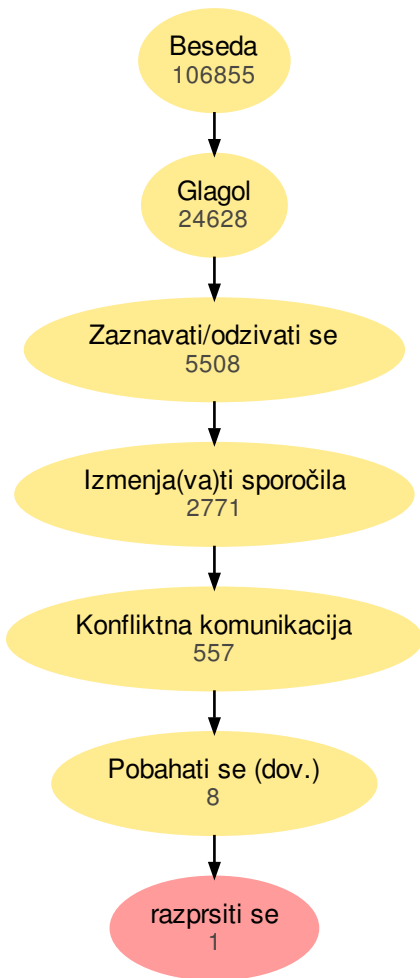 Beseda
106855
Glagol
24628
Zaznavati/odzivati se
5508
Izmenja(va)ti sporočila
2771
Konfliktna komunikacija
557
Pobahati se (dov.)
8
razprsiti se
1